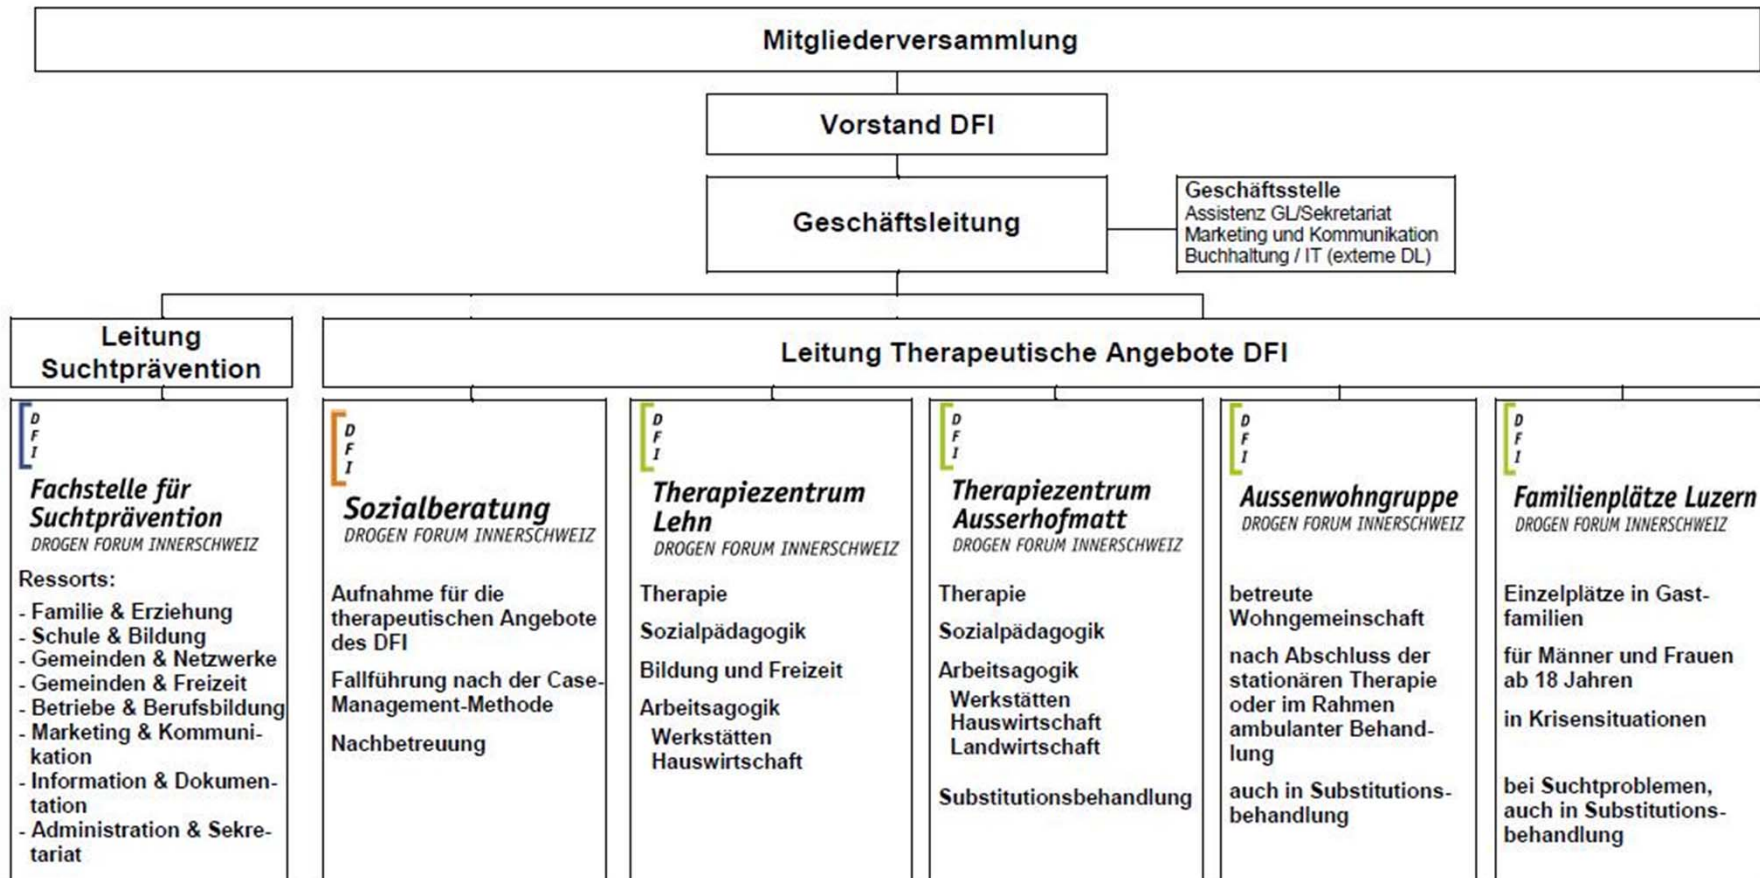 Mitgliederversammlung
Vorstand DFI
Geschäftsleitung
Geschäftsstelle
Assistenz GL/Sekretariat
Marketing und Kommunikation
Buchhaltung / IT (externe DL)
Leitung
Suchtprävention
Leitung Therapeutische Angebote DFI
D
F
I
Fachstelle für
Suchtprävention
DROGEN FORUM INNERSCHWEIZ
Ressorts:
- Familie & Erziehung
- Schule & Bildung
- Gemeinden & Netzwerke
- Gemeinden & Freizeit
- Betriebe & Berufsbildung
- Marketing & Kommuni-
kation
- Information & Dokumen-
tation
- Administration & Sekre-
tariat
D
F
I
Sozialberatung
DROGEN FORUM INNERSCHWEIZ
Aufnahme für die
therapeutischen Angebote
des DFI
Fallführung nach der Case-
Management-Methode
Nachbetreuung
D
F
I
Therapiezentrum
Lehn
DROGEN FORUM INNERSCHWEIZ
Therapie
Sozialpädagogik
Bildung und Freizeit
Arbeitsagogik
Werkstätten
Hauswirtschaft
D
F
I
Therapiezentrum
Ausserhofmatt
DROGEN FORUM INNERSCHWEIZ
Therapie
Sozialpädagogik
Arbeitsagogik
Werkstätten
Hauswirtschaft
Landwirtschaft
Substitutionsbehandlung
D
F
I
Aussenwohngruppe
DROGEN FORUM INNERSCHWEIZ
betreute
Wohngemeinschaft
nach Abschluss der
stationären Therapie
oder im Rahmen
ambulanter Behand-
lung
auch in Substitutions-
behandlung
D
F
I
Familienplätze Luzern
DROGEN FORUM INNERSCHWEIZ
Einzelplätze in Gast-
familien
für Männer und Frauen
ab 18 Jahren
in Krisensituationen
bei Suchtproblemen,
auch in Substitutions-
behandlung